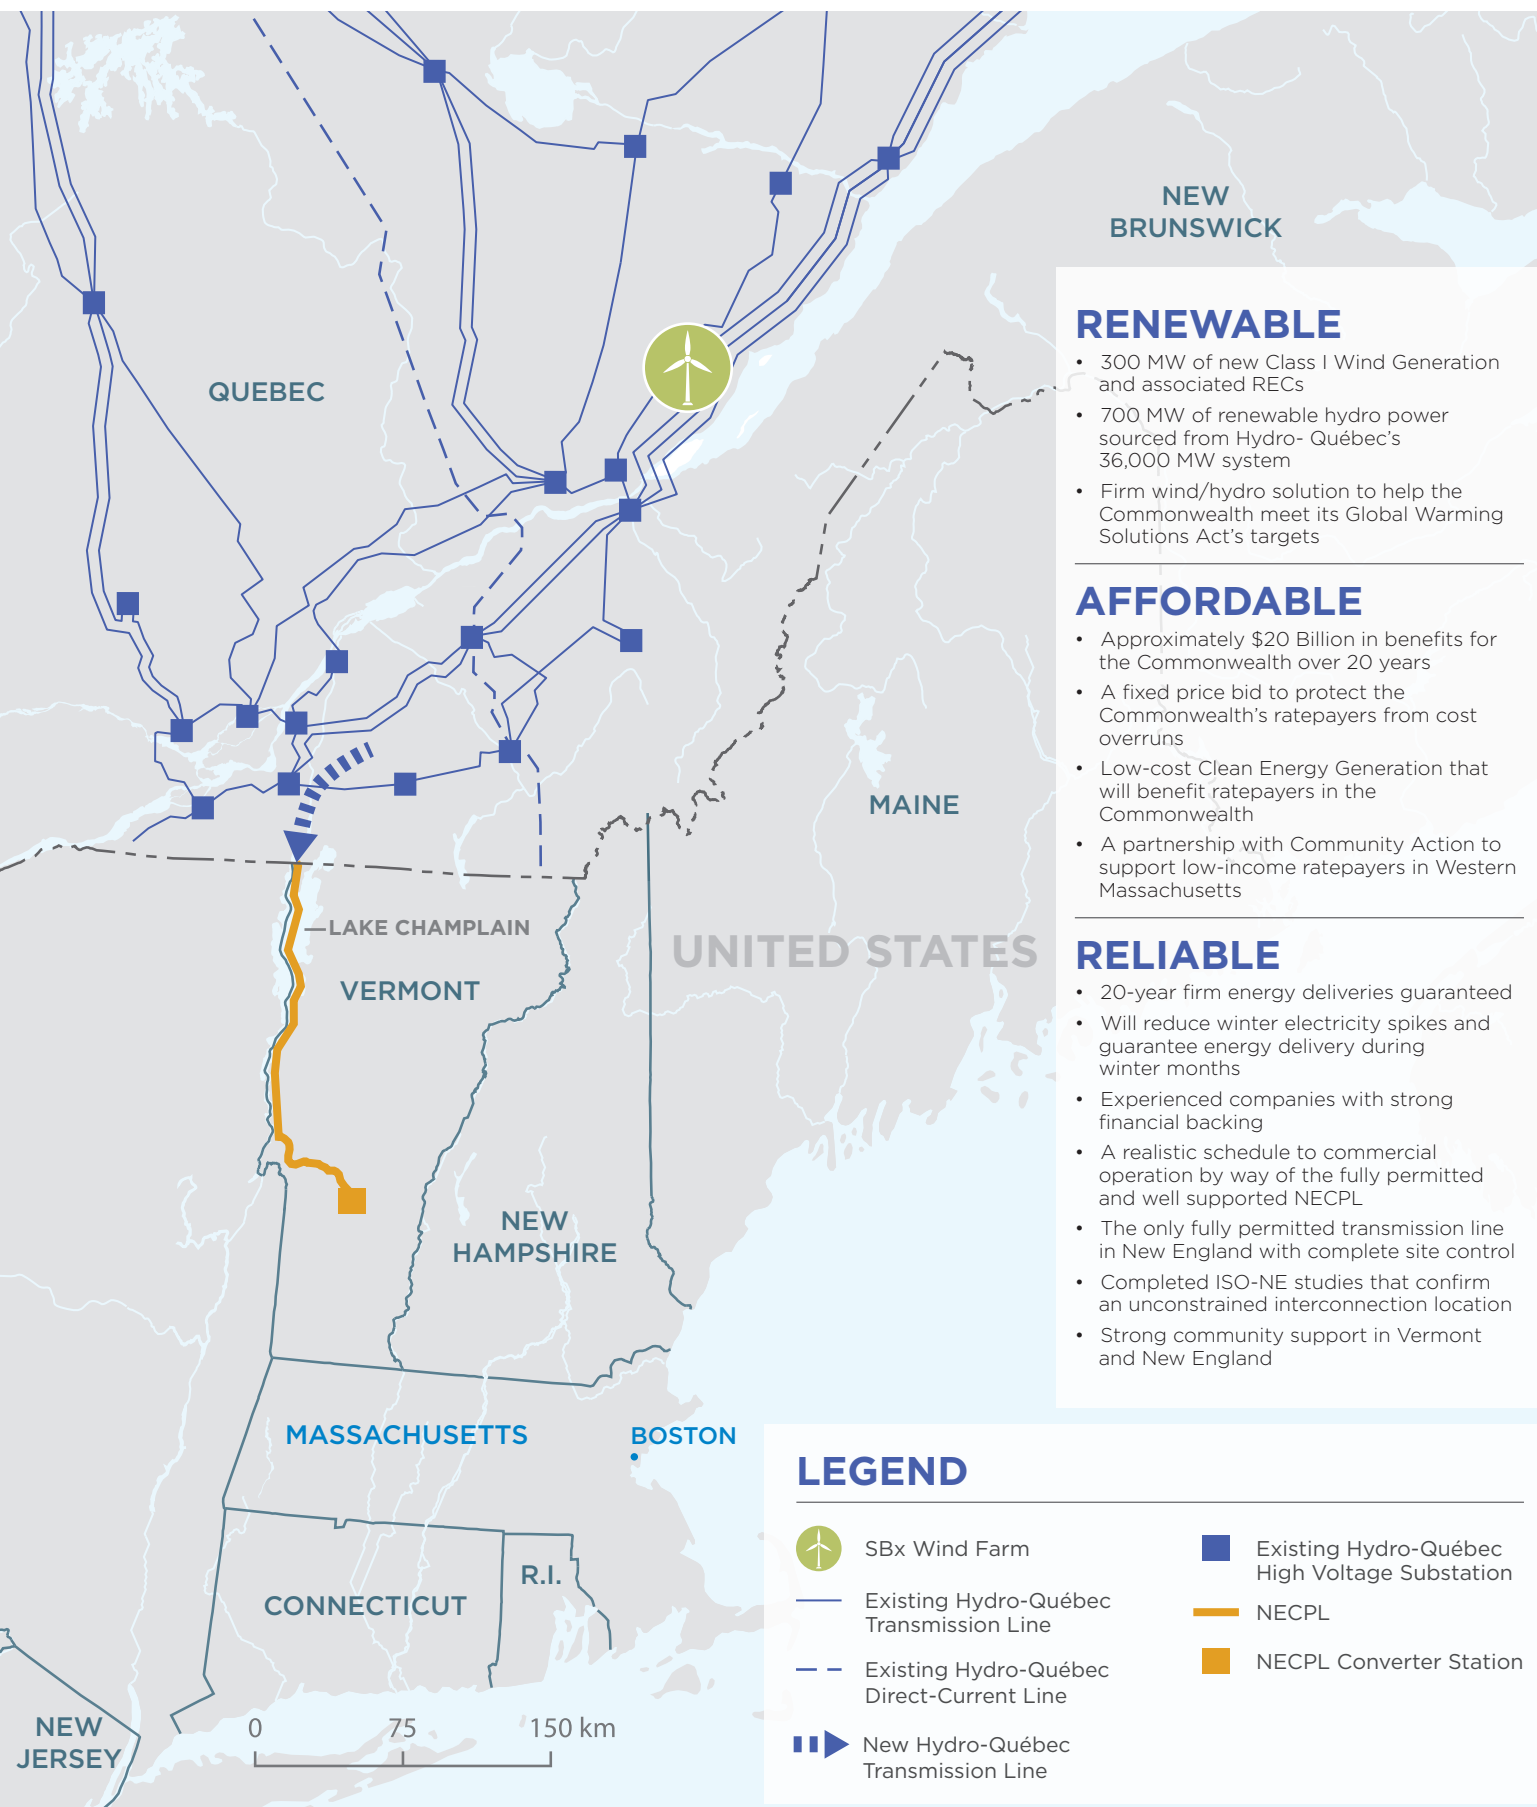 NEW
BRUNSWICK
QUEBEC
MAINE
UNITED STATES
LAKE CHAMPLAIN
VERMONT
NEW
HAMPSHIRE
MASSACHUSETTS
BOSTON
R.I.
CONNECTICUT
NEW
JERSEY
0 75 150 km
RENEWABLE
• 300 MW of new Class I Wind Generation
and associated RECs
• 700 MW of renewable hydro power
sourced from Hydro- Québec’s
36,000 MW system
• Firm wind/hydro solution to help the
Commonwealth meet its Global Warming
Solutions Act’s targets
AFFORDABLE
• Approximately $20 Billion in benefits for
the Commonwealth over 20 years
• A fixed price bid to protect the
Commonwealth’s ratepayers from cost
overruns
• Low-cost Clean Energy Generation that
will benefit ratepayers in the
Commonwealth
• A partnership with Community Action to
support low-income ratepayers in Western
Massachusetts
RELIABLE
• 20-year firm energy deliveries guaranteed
• Will reduce winter electricity spikes and
guarantee energy delivery during
winter months
• Experienced companies with strong
financial backing
• A realistic schedule to commercial
operation by way of the fully permitted
and well supported NECPL
• The only fully permitted transmission line
in New England with complete site control
• Completed ISO-NE studies that confirm
an unconstrained interconnection location
• Strong community support in Vermont
and New England
LEGEND
SBx Wind Farm
Existing Hydro-Québec
Transmission Line
Existing Hydro-Québec
Direct-Current Line
New Hydro-Québec
Transmission Line
Existing Hydro-Québec
High Voltage Substation
NECPL
NECPL Converter Station